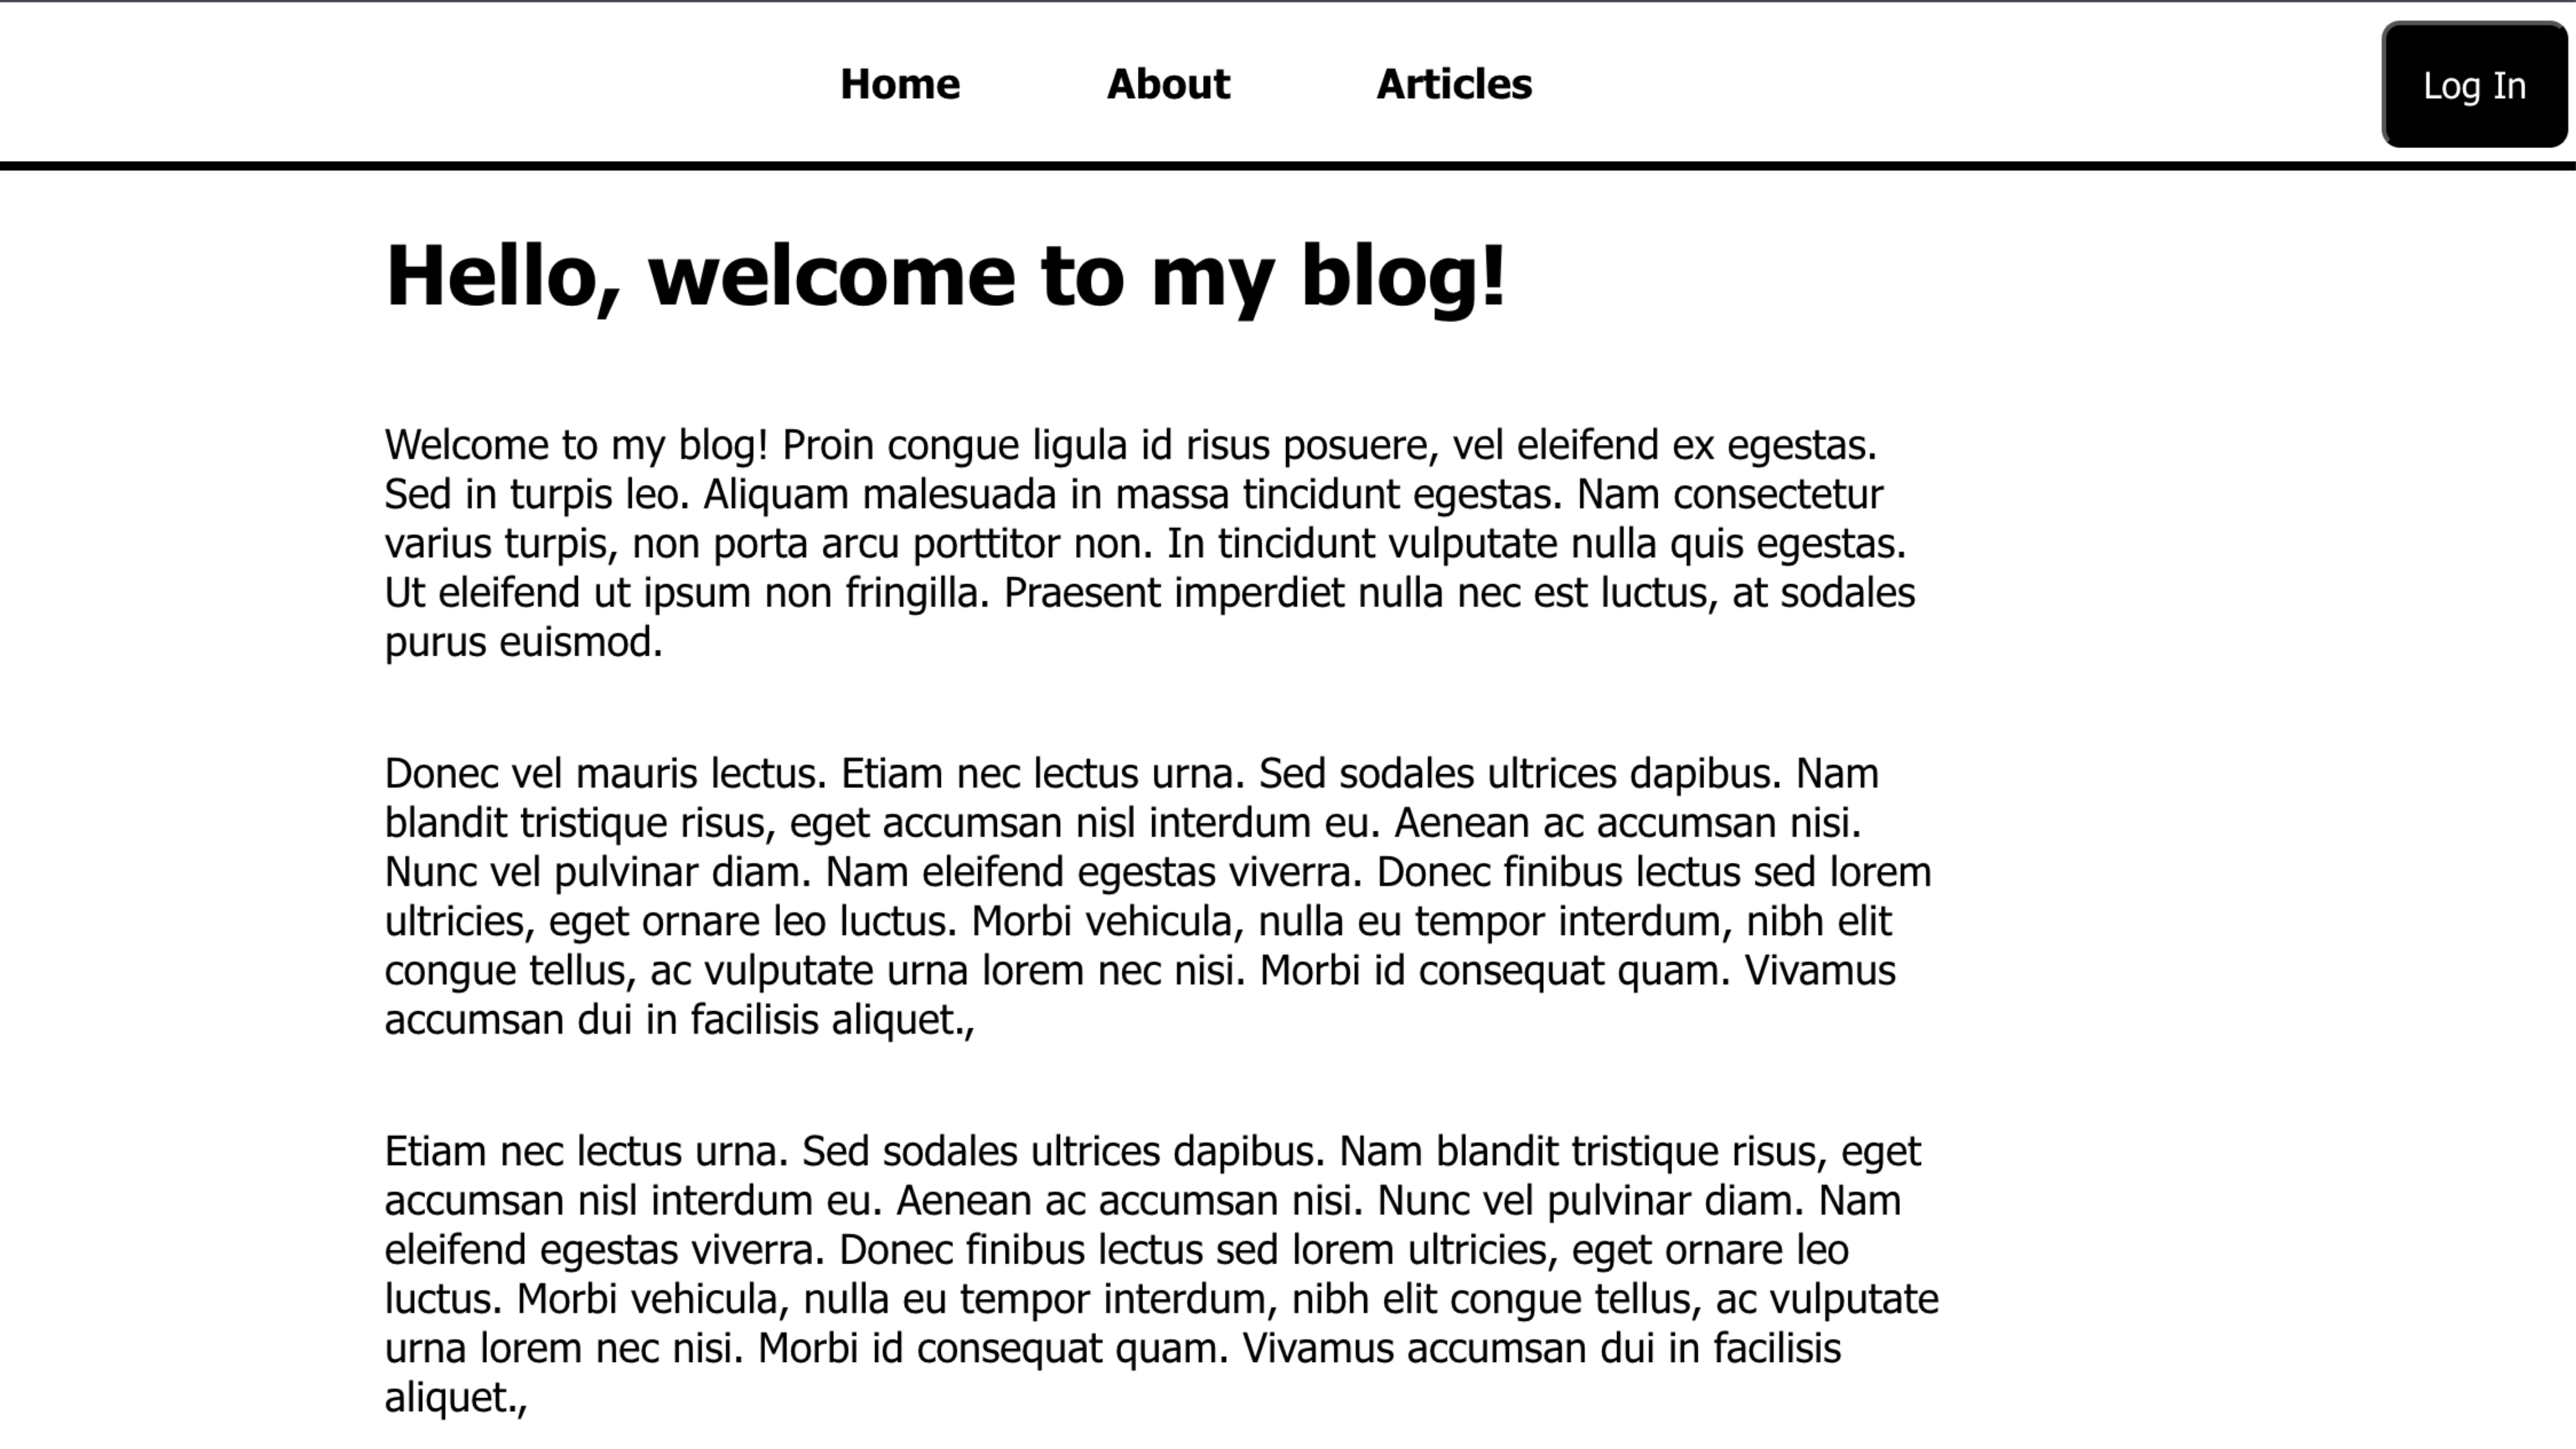 Home About Articles Log In
Hello, welcome to my blog!
Welcome to my blog! Proin congue ligula id risus posuere, vel eleifend ex egestas.
Sed in turpis leo. Aliquam malesuada in massa tincidunt egestas. Nam consectetur
varius turpis, non porta arcu porttitor non. In tincidunt vulputate nulla quis egestas.
Ut eleifend ut ipsum non fringilla. Praesent imperdiet nulla nec est luctus, at sodales
purus euismod.
Donec vel mauris lectus. Etiam nec lectus urna. Sed sodales ultrices dapibus. Nam
blandit tristique risus, eget accumsan nisl interdum eu. Aenean ac accumsan nisi.
Nunc vel pulvinar diam. Nam eleifend egestas viverra. Donec finibus lectus sed lorem
ultricies, eget ornare leo luctus. Morbi vehicula, nulla eu tempor interdum, nibh elit
congue tellus, ac vulputate urna lorem nec nisi. Morbi id consequat quam. Vivamus
accumsan dui in facilisis aliquet.,
Etiam nec lectus urna. Sed sodales ultrices dapibus. Nam blandit tristique risus, eget
accumsan nisl interdum eu. Aenean ac accumsan nisi. Nunc vel pulvinar diam. Nam
eleifend egestas viverra. Donec finibus lectus sed lorem ultricies, eget ornare leo
luctus. Morbi vehicula, nulla eu tempor interdum, nibh elit congue tellus, ac vulputate
urna lorem nec nisi. Morbi id consequat quam. Vivamus accumsan dui in facilisis
aliquet.,